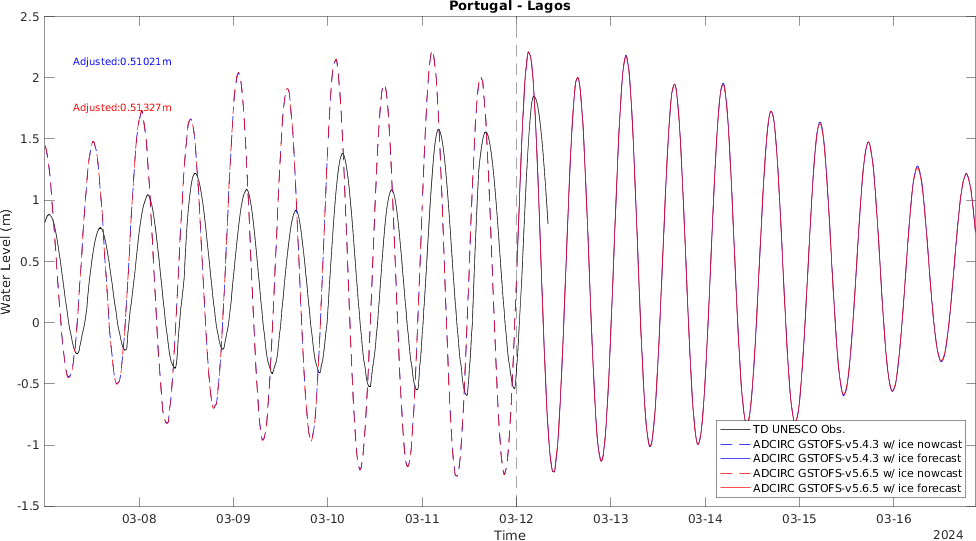 Portugal - Lagos
2.5
2
1.5
1
0.5
0
-0.5
-1
-1.5
Water Level (m)
Adjusted:0.51021m
Adjusted:0.51327m
TD UNESCO Obs.
ADCIRC GSTOFS-v5.4.3 w/ ice nowcast
ADCIRC GSTOFS-v5.4.3 w/ ice forecast
ADCIRC GSTOFS-v5.6.5 w/ ice nowcast
ADCIRC GSTOFS-v5.6.5 w/ ice forecast
03-08 03-09 03-10 03-11 03-12 03-13 03-14 03-15 03-16
Time
2024